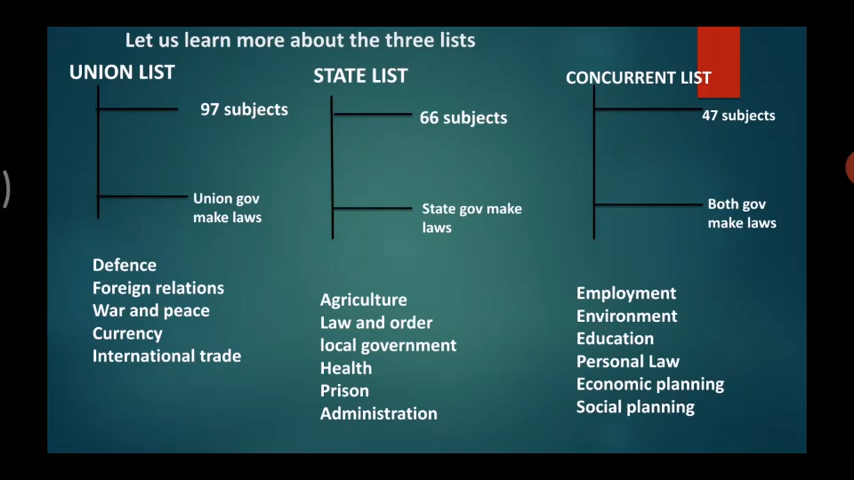 Let us learn more about the three lists
UNION LIST
97 subjects
Union gov
make laws
Defence
Foreign relations
War and peace
Currency
International trade
STATE LIST
66 subjects
State gov make
laws
Agriculture
Law and order
local government
Health
Prison
Administration
CONCURRENT LIST
47 subjects
Both gov
make laws
Employment
Environment
Education
Personal Law
Economic planning
Social planning